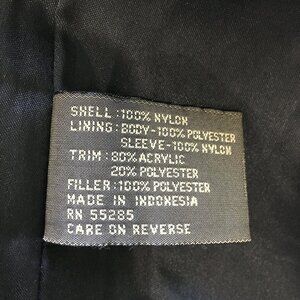 SHELL:100% NYLON
LINING:BODY-100% POLYESTER
SLEEVE-100% NYLON
TRIM:80% ACRYLIC
20% POLYESTER
FILLER:100% POLYESTER
MADE IN INDONESIA
RN 55285
CARE ON REVERSE